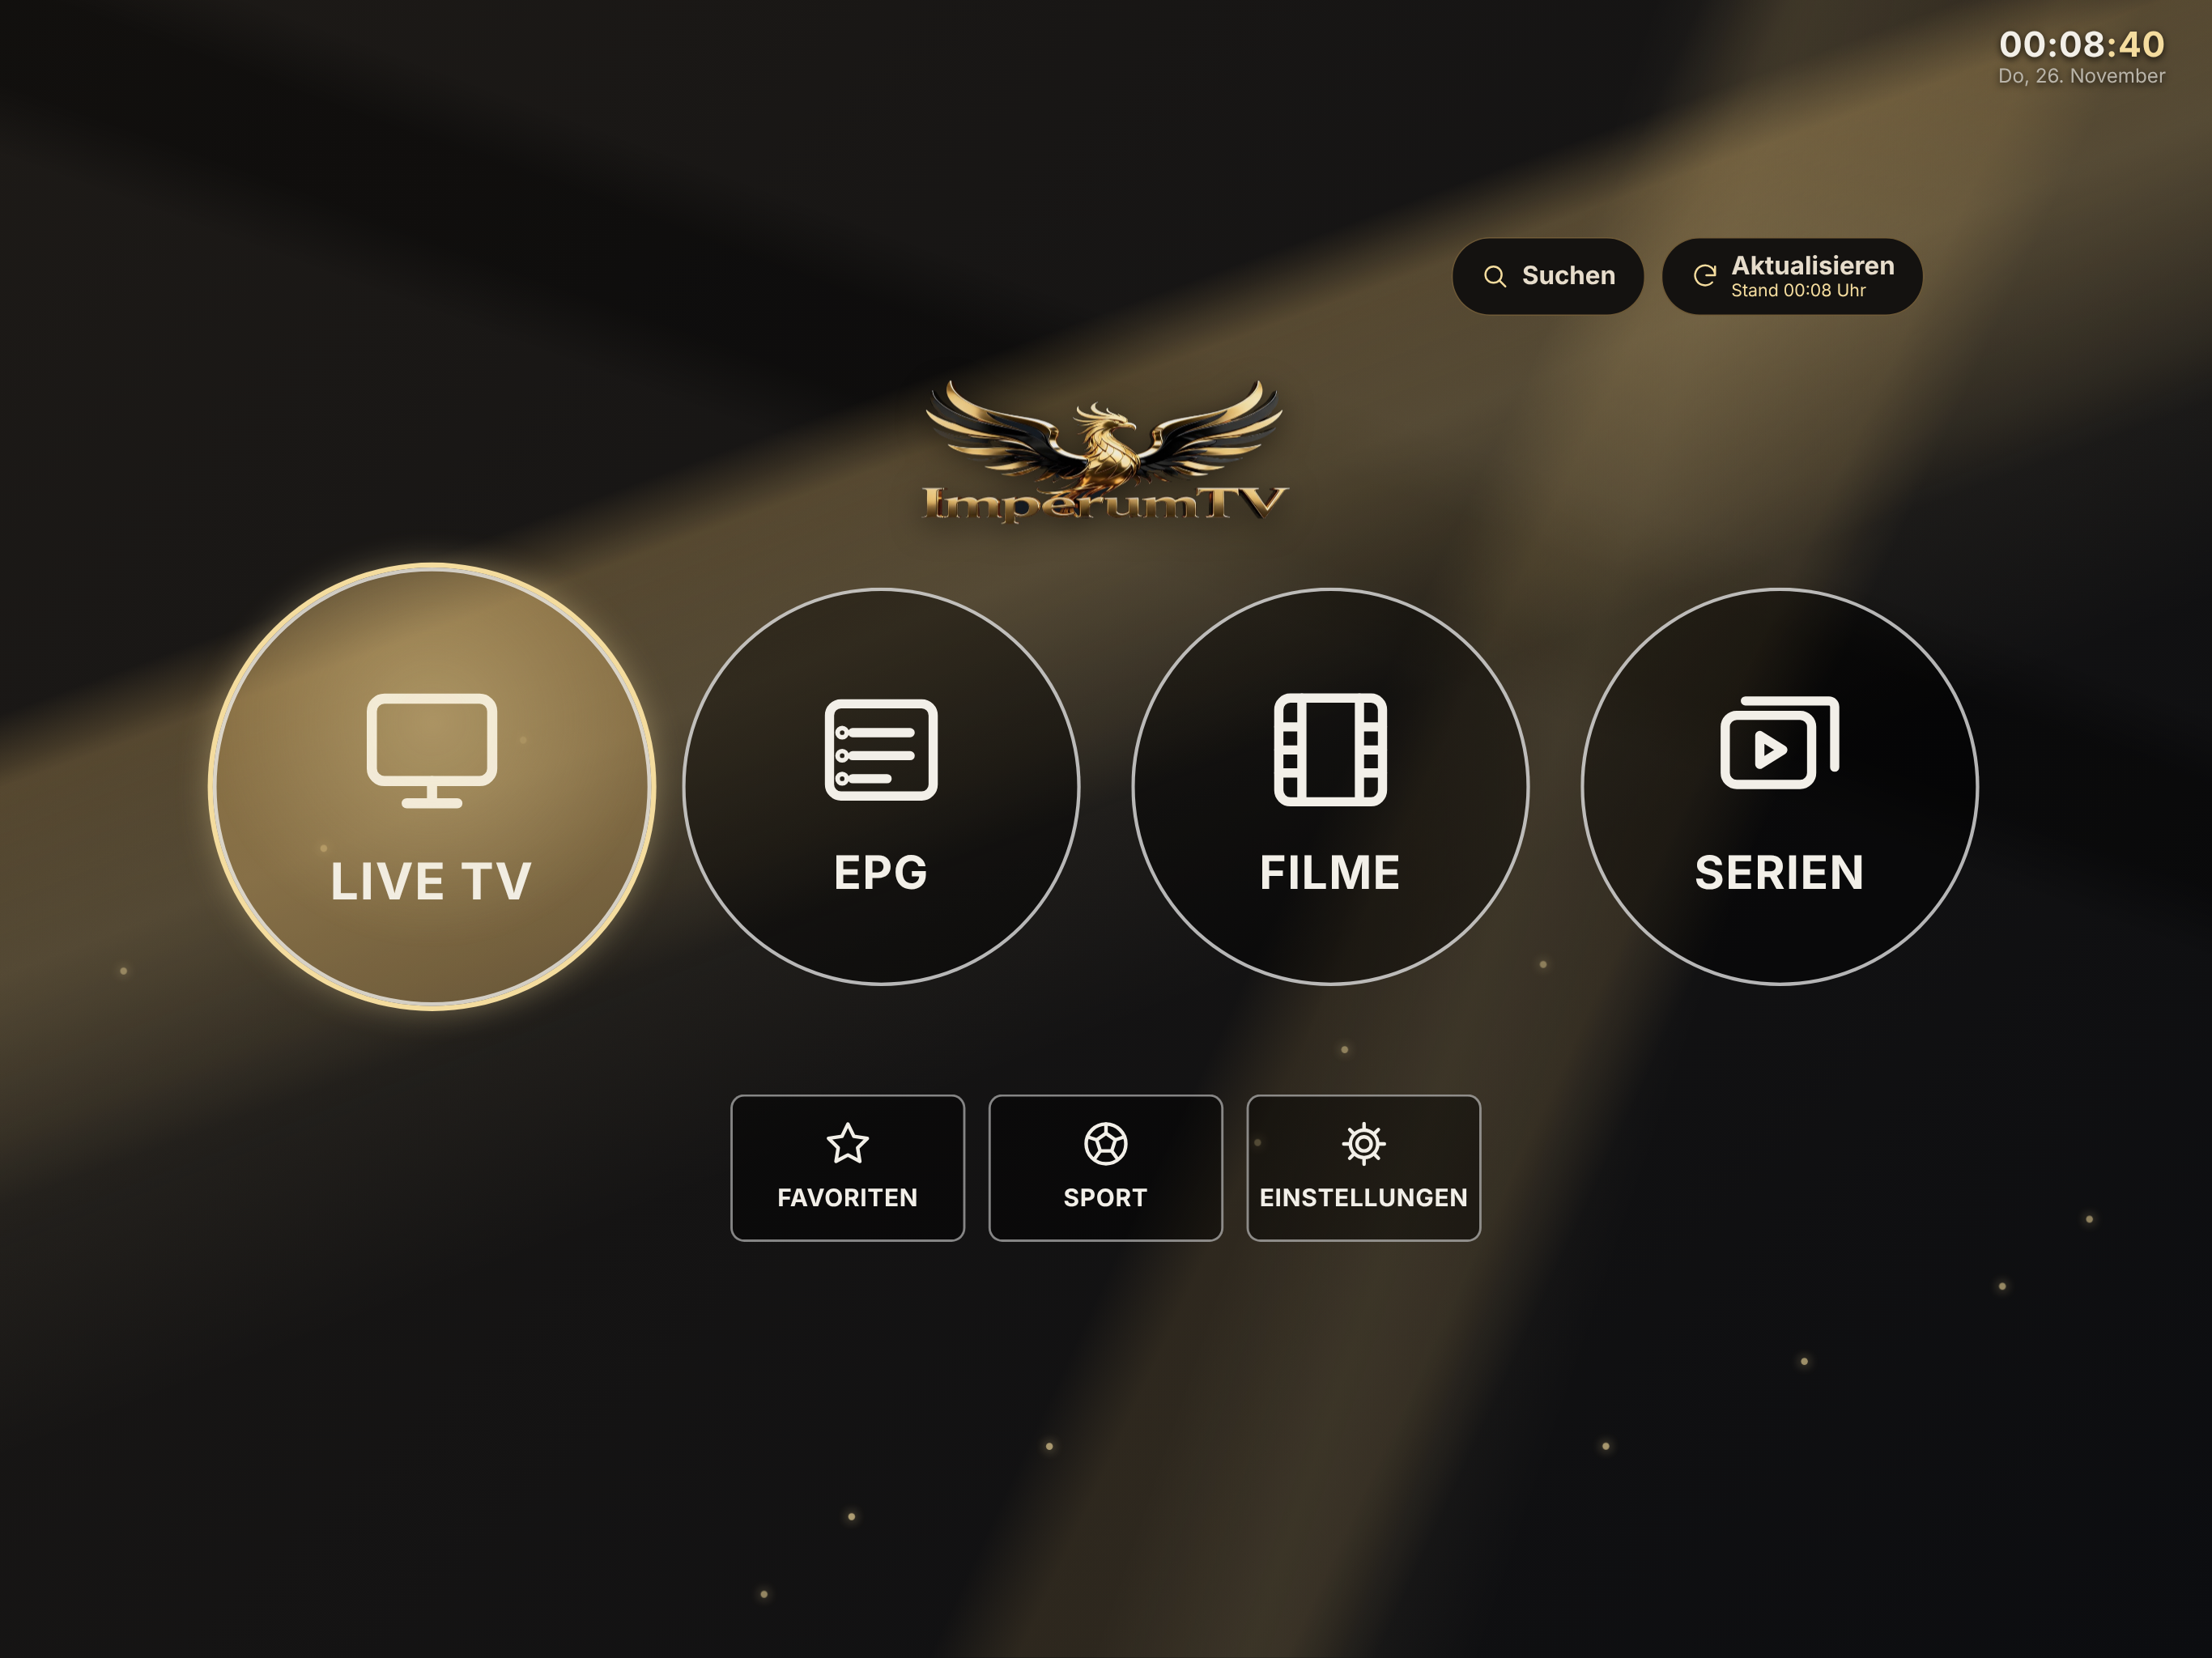 00:08:40
Do, 26. November
Suchen
Aktualisieren
Stand 00:08 Uhr
ImperumTV
LIVE TV
EPG
FILME
SERIEN
FAVORITEN
SPORT
EINSTELLUNGEN